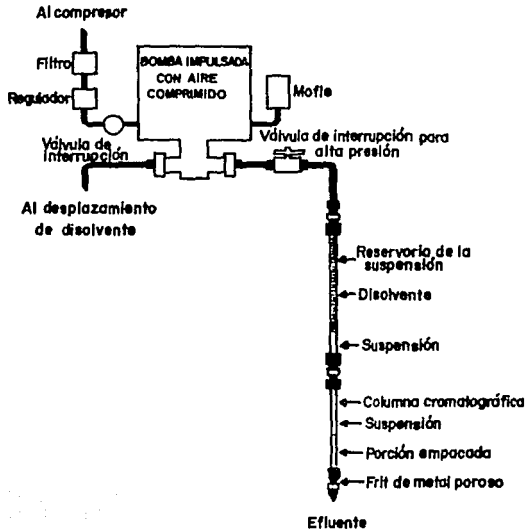 Al compresor
Filtro
Regulador
BOMBA IMPULSADA
CON AIRE
COMPRIMIDO
Mofle
Válvula de
interrupción
Válvula de interrupción para
alta presión
Al desplazamiento
de disolvente
Reservorio de la
suspensión
Disolvente
Suspensión
Columna cromatográfica
Suspensión
Porción empacada
Frit de metal poroso
Efluente